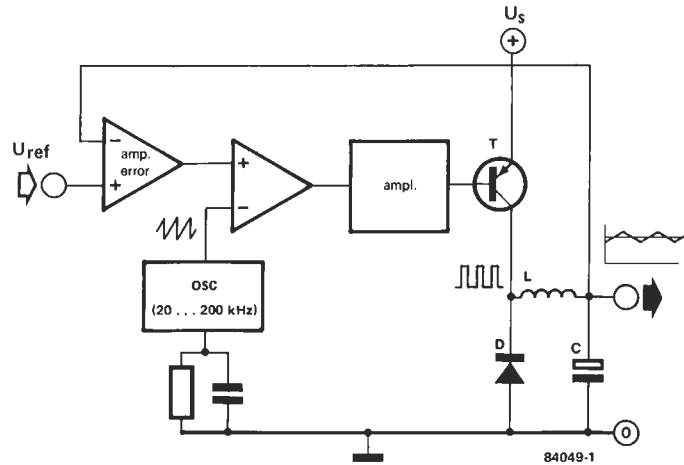 Us
+
T
Uref
−
amp.
error
+
+
−
ampl.
OSC
(20 . . . 200 kHz)
L
D
C
0
84049-1